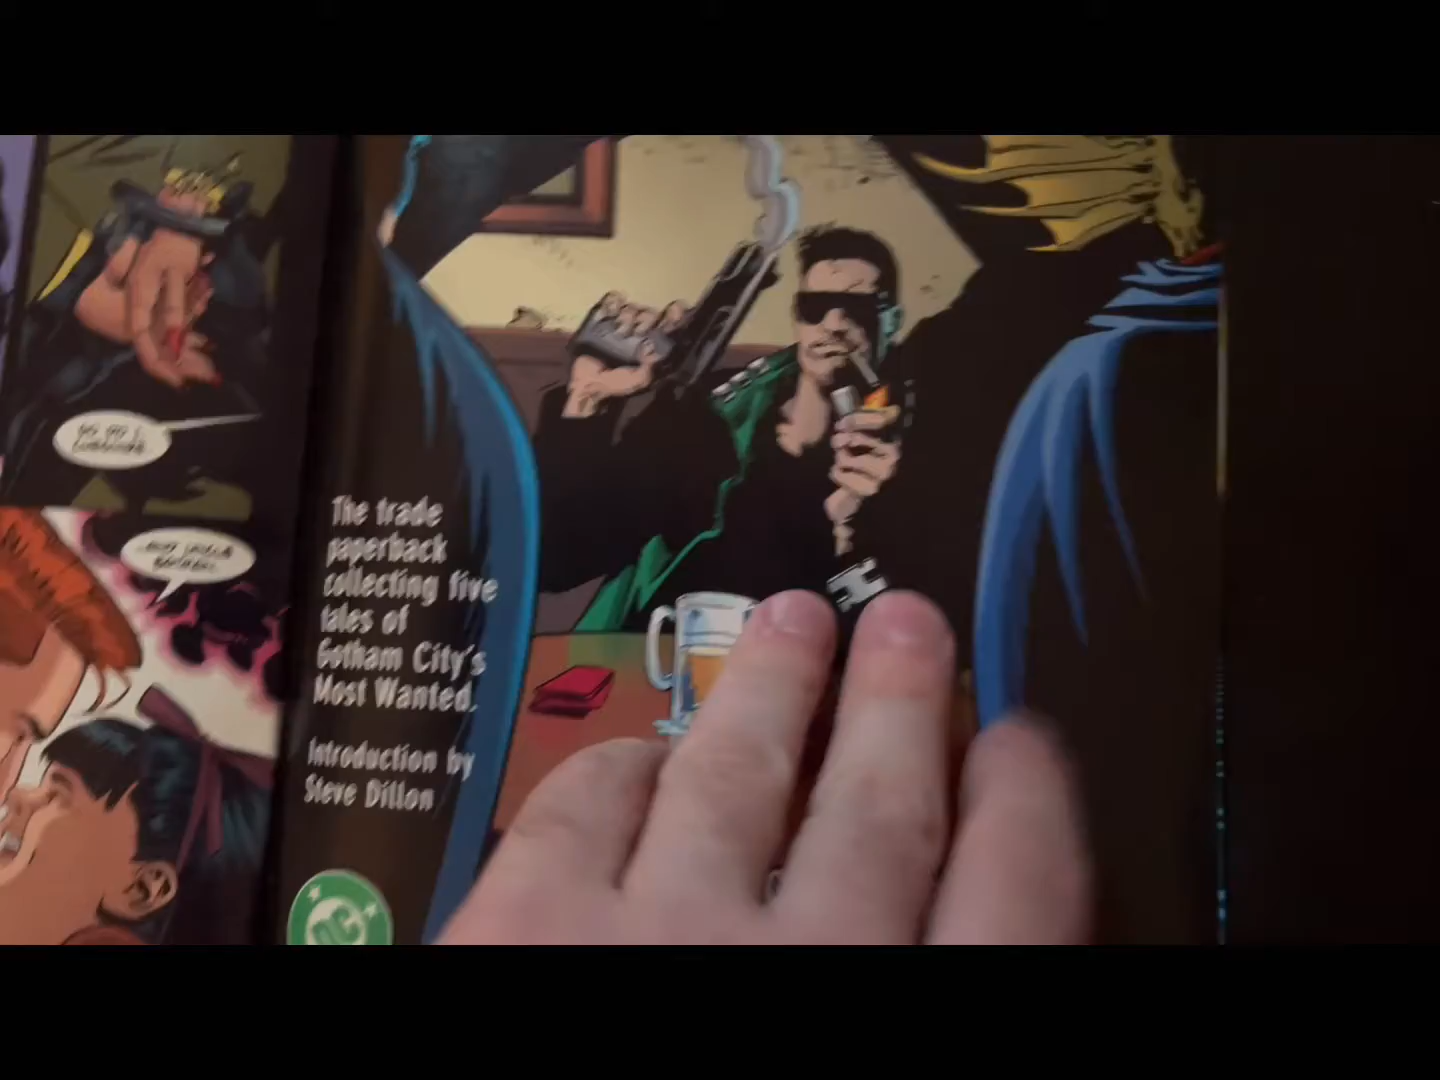 The trade
paperback
collecting five
tales of
Gotham City's
Most Wanted.
Introduction by
Steve Dillon